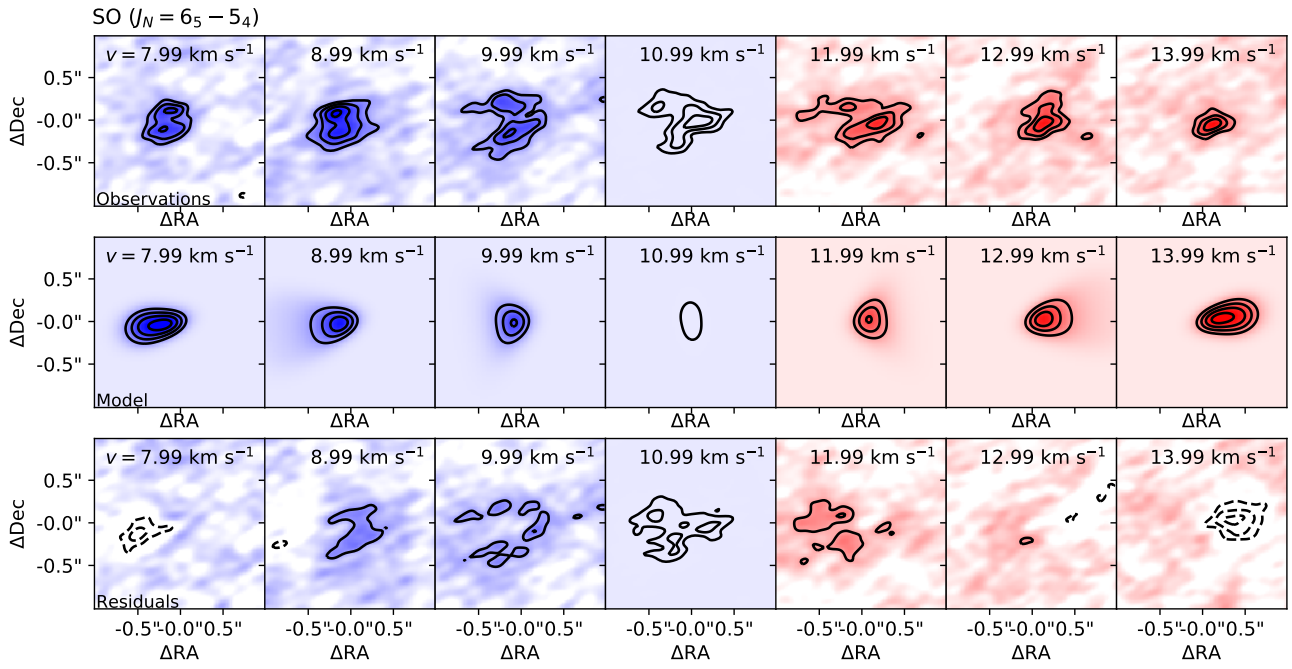 SO (J_N = 6_5 − 5_4)
v = 7.99 km s⁻¹ 8.99 km s⁻¹ 9.99 km s⁻¹ 10.99 km s⁻¹ 11.99 km s⁻¹ 12.99 km s⁻¹ 13.99 km s⁻¹
0.5"
-0.0"
-0.5"
ΔDec
Observations
ΔRA ΔRA ΔRA ΔRA ΔRA ΔRA ΔRA
v = 7.99 km s⁻¹ 8.99 km s⁻¹ 9.99 km s⁻¹ 10.99 km s⁻¹ 11.99 km s⁻¹ 12.99 km s⁻¹ 13.99 km s⁻¹
0.5"
-0.0"
-0.5"
ΔDec
Model
ΔRA ΔRA ΔRA ΔRA ΔRA ΔRA ΔRA
v = 7.99 km s⁻¹ 8.99 km s⁻¹ 9.99 km s⁻¹ 10.99 km s⁻¹ 11.99 km s⁻¹ 12.99 km s⁻¹ 13.99 km s⁻¹
0.5"
-0.0"
-0.5"
ΔDec
Residuals
-0.5"-0.0"0.5" -0.5"-0.0"0.5" -0.5"-0.0"0.5" -0.5"-0.0"0.5" -0.5"-0.0"0.5" -0.5"-0.0"0.5" -0.5"-0.0"0.5"
ΔRA ΔRA ΔRA ΔRA ΔRA ΔRA ΔRA